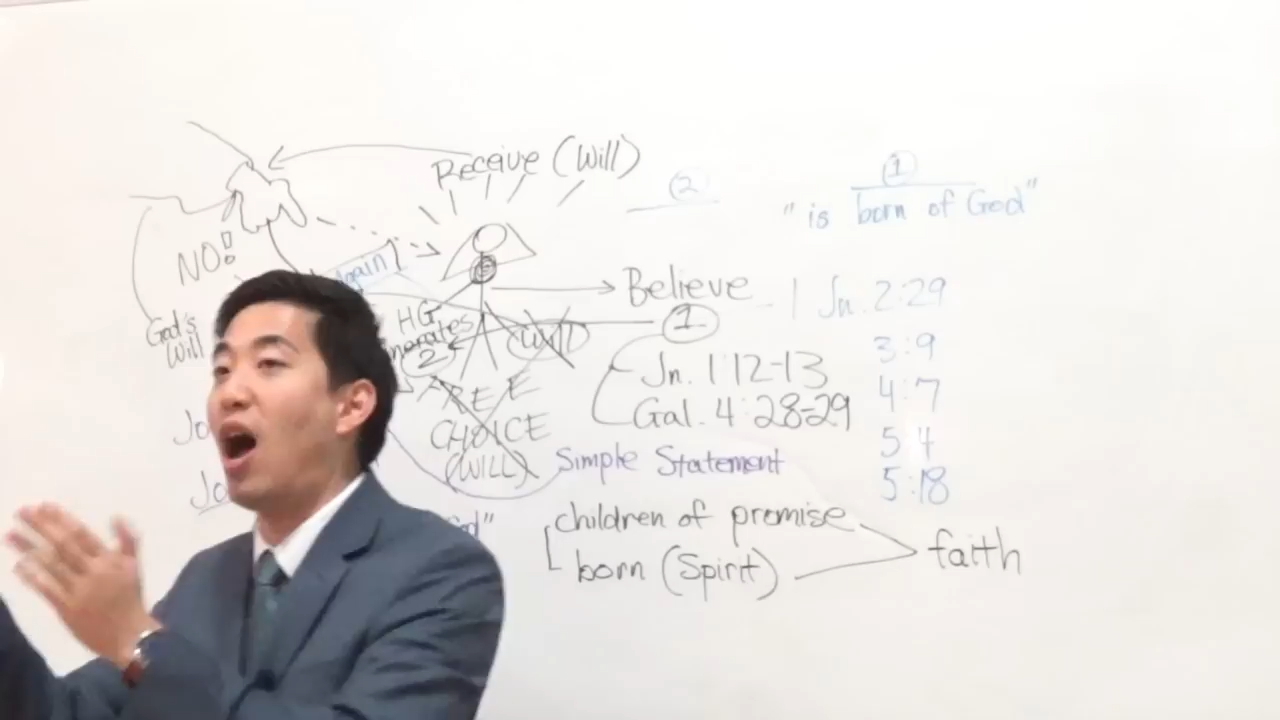 Receive (Will)
(2)
(1)
" is born of God"
NO!
Again
Believe
1 Jn. 2:29
God's
Will
HG
(Will)
1
2
3:9
Jn. 1:12-13
4:7
FREE
Gal. 4:28-29
CHOICE
5:4
(WILL)
Simple Statement
5:18
children of promise
born (Spirit)
faith